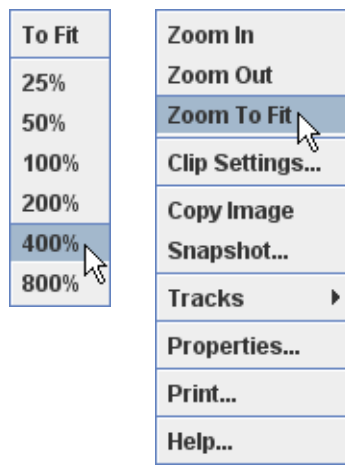 To Fit
25%
50%
100%
200%
400%
800%
Zoom In
Zoom Out
Zoom To Fit
Clip Settings...
Copy Image
Snapshot...
Tracks
Properties...
Print...
Help...